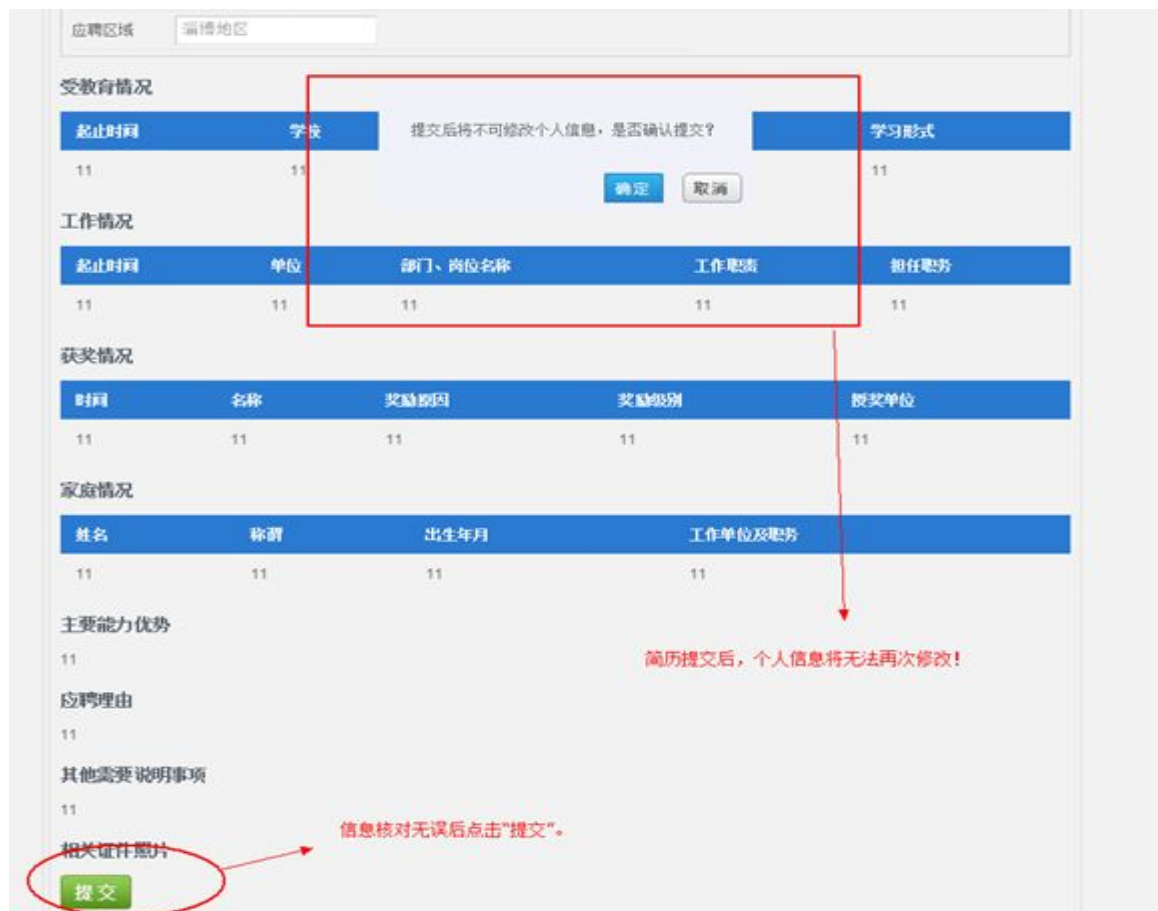 应聘区域 淄博地区
受教育情况
起止时间 学校 提交后将不可修改个人信息，是否确认提交？ 学习形式
11 11 11
确定 取消
工作情况
起止时间 单位 部门、岗位名称 工作职责 担任职务
11 11 11 11 11
获奖情况
时间 名称 奖励原因 奖励级别 授奖单位
11 11 11 11 11
家庭情况
姓名 称谓 出生年月 工作单位及职务
11 11 11 11
主要能力优势
11
简历提交后，个人信息将无法再次修改！
应聘理由
11
其他需要说明事项
11
信息核对无误后点击“提交”。
相关证件照片
提交